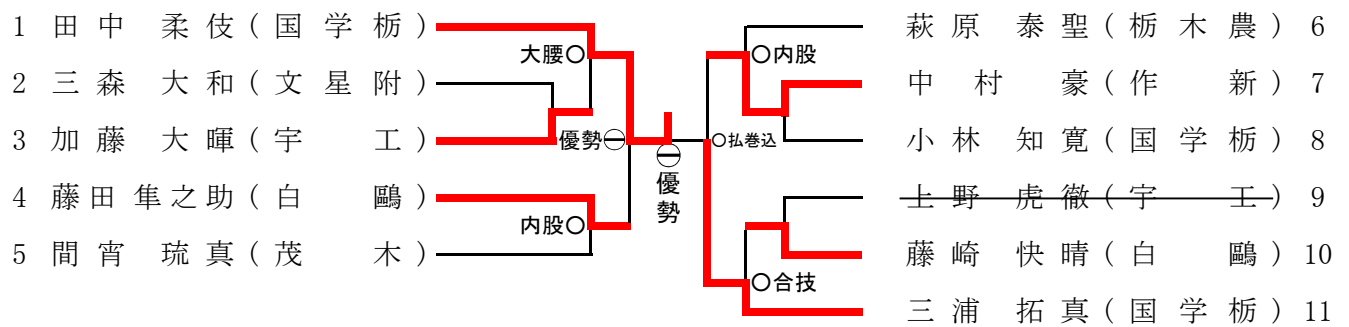 1 田中 柔伎(国学栃)
2 三森 大和(文星附)
3 加藤 大暉(宇 工)
4 藤田 隼之助(白 鷗)
5 間宵 琉真(茂 木)
大腰○
優勢㊀
内股○
優勢
○内股
○払巻込
○合技
萩原 泰聖(栃木農) 6
中村 豪(作 新) 7
小林 知寛(国学栃) 8
上野 虎徹(宇 工) 9
藤崎 快晴(白 鷗) 10
三浦 拓真(国学栃) 11